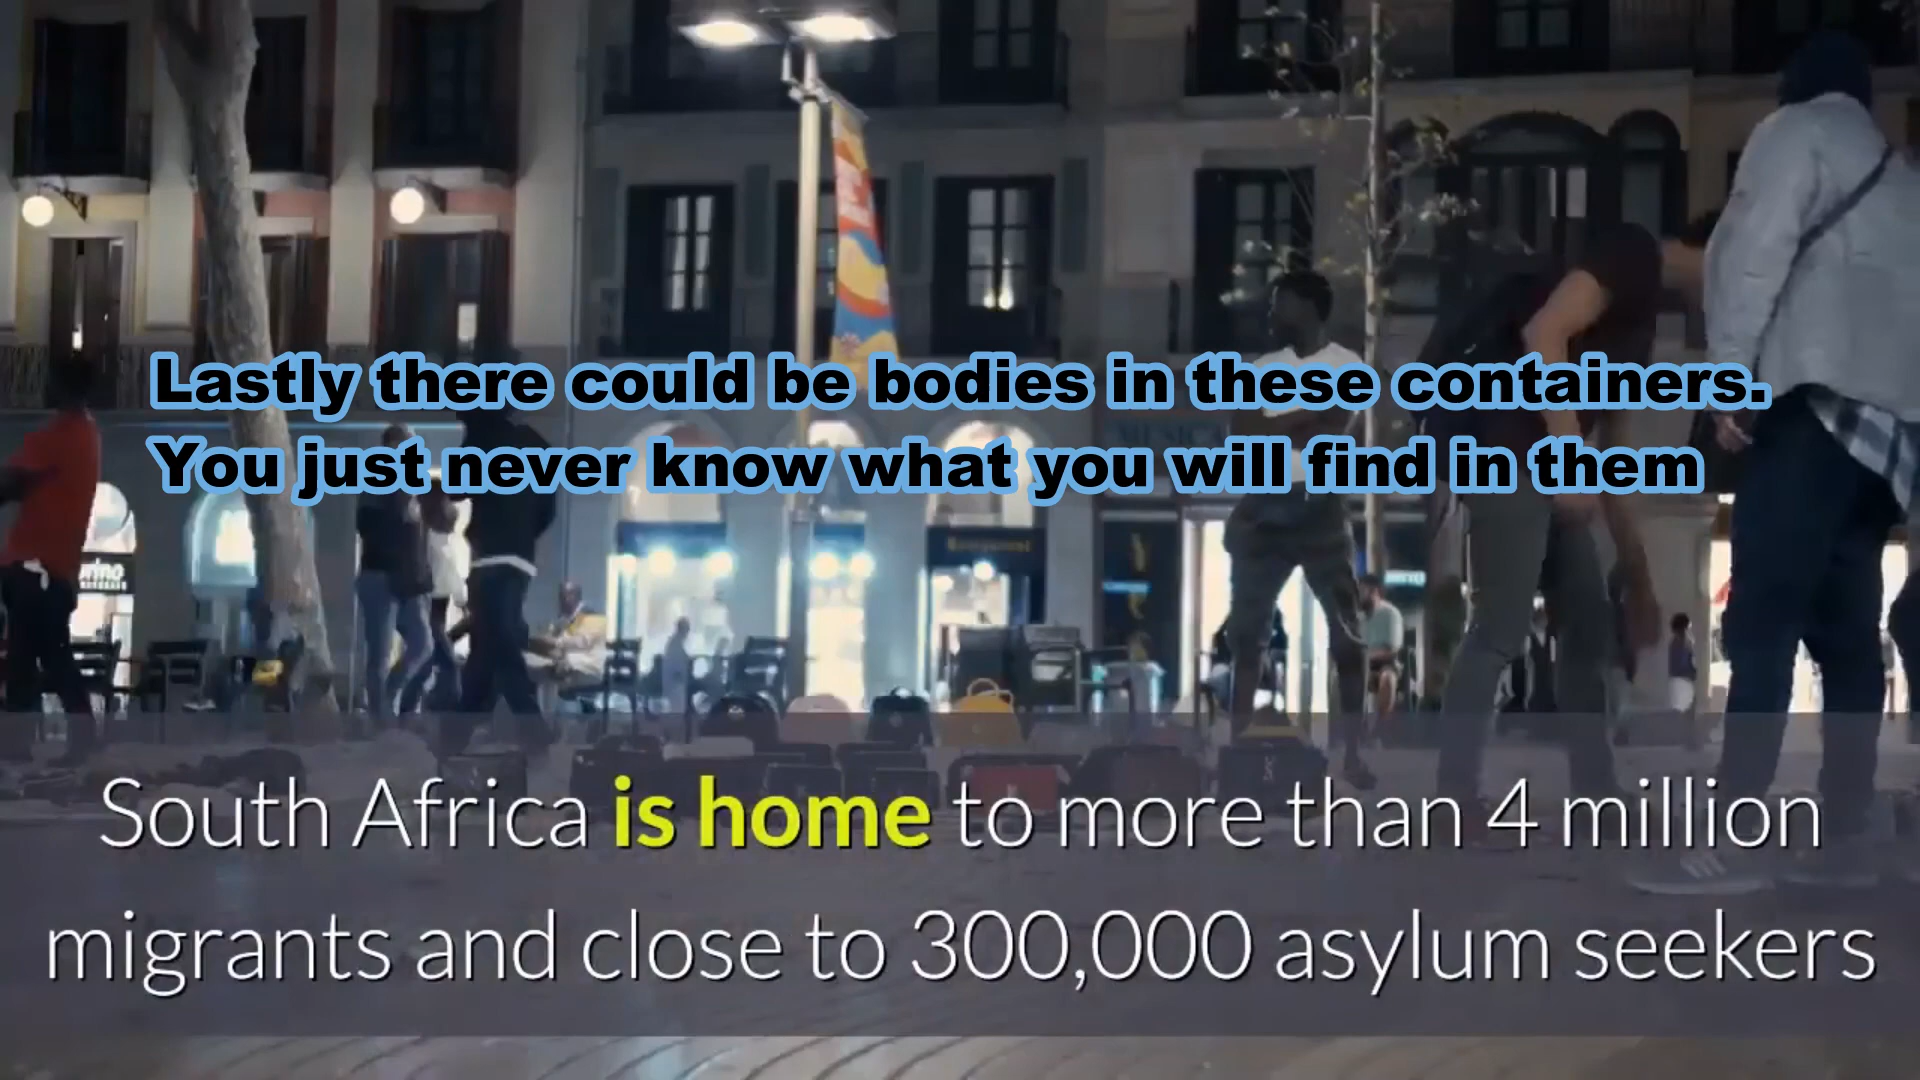 Lastly there could be bodies in these containers.
You just never know what you will find in them
South Africa is home to more than 4 million
migrants and close to 300,000 asylum seekers